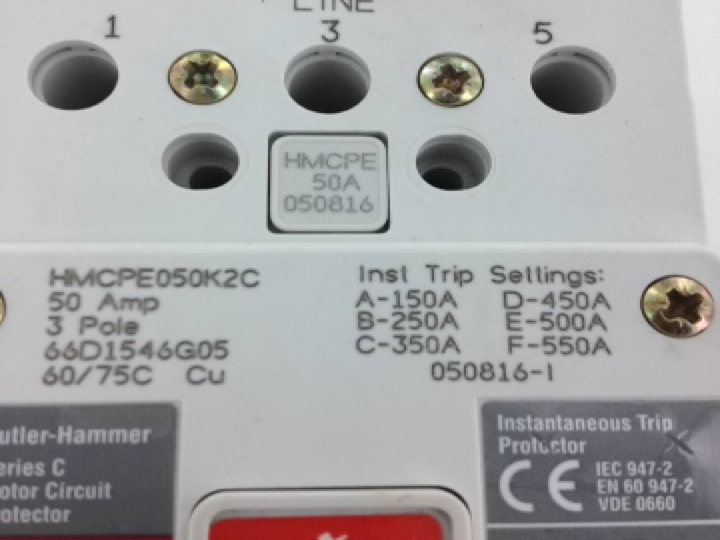 LINE
1 3 5
HMCPE
50A
050816
HMCPE050K2C
50 Amp
3 Pole
66D1546G05
60/75C Cu
Inst Trip Settings:
A-150A D-450A
B-250A E-500A
C-350A F-550A
050816-1
utler-Hammer
eries C
otor Circuit
otector
Instantaneous Trip
Protector
CE
IEC 947-2
EN 60 947-2
VDE 0660